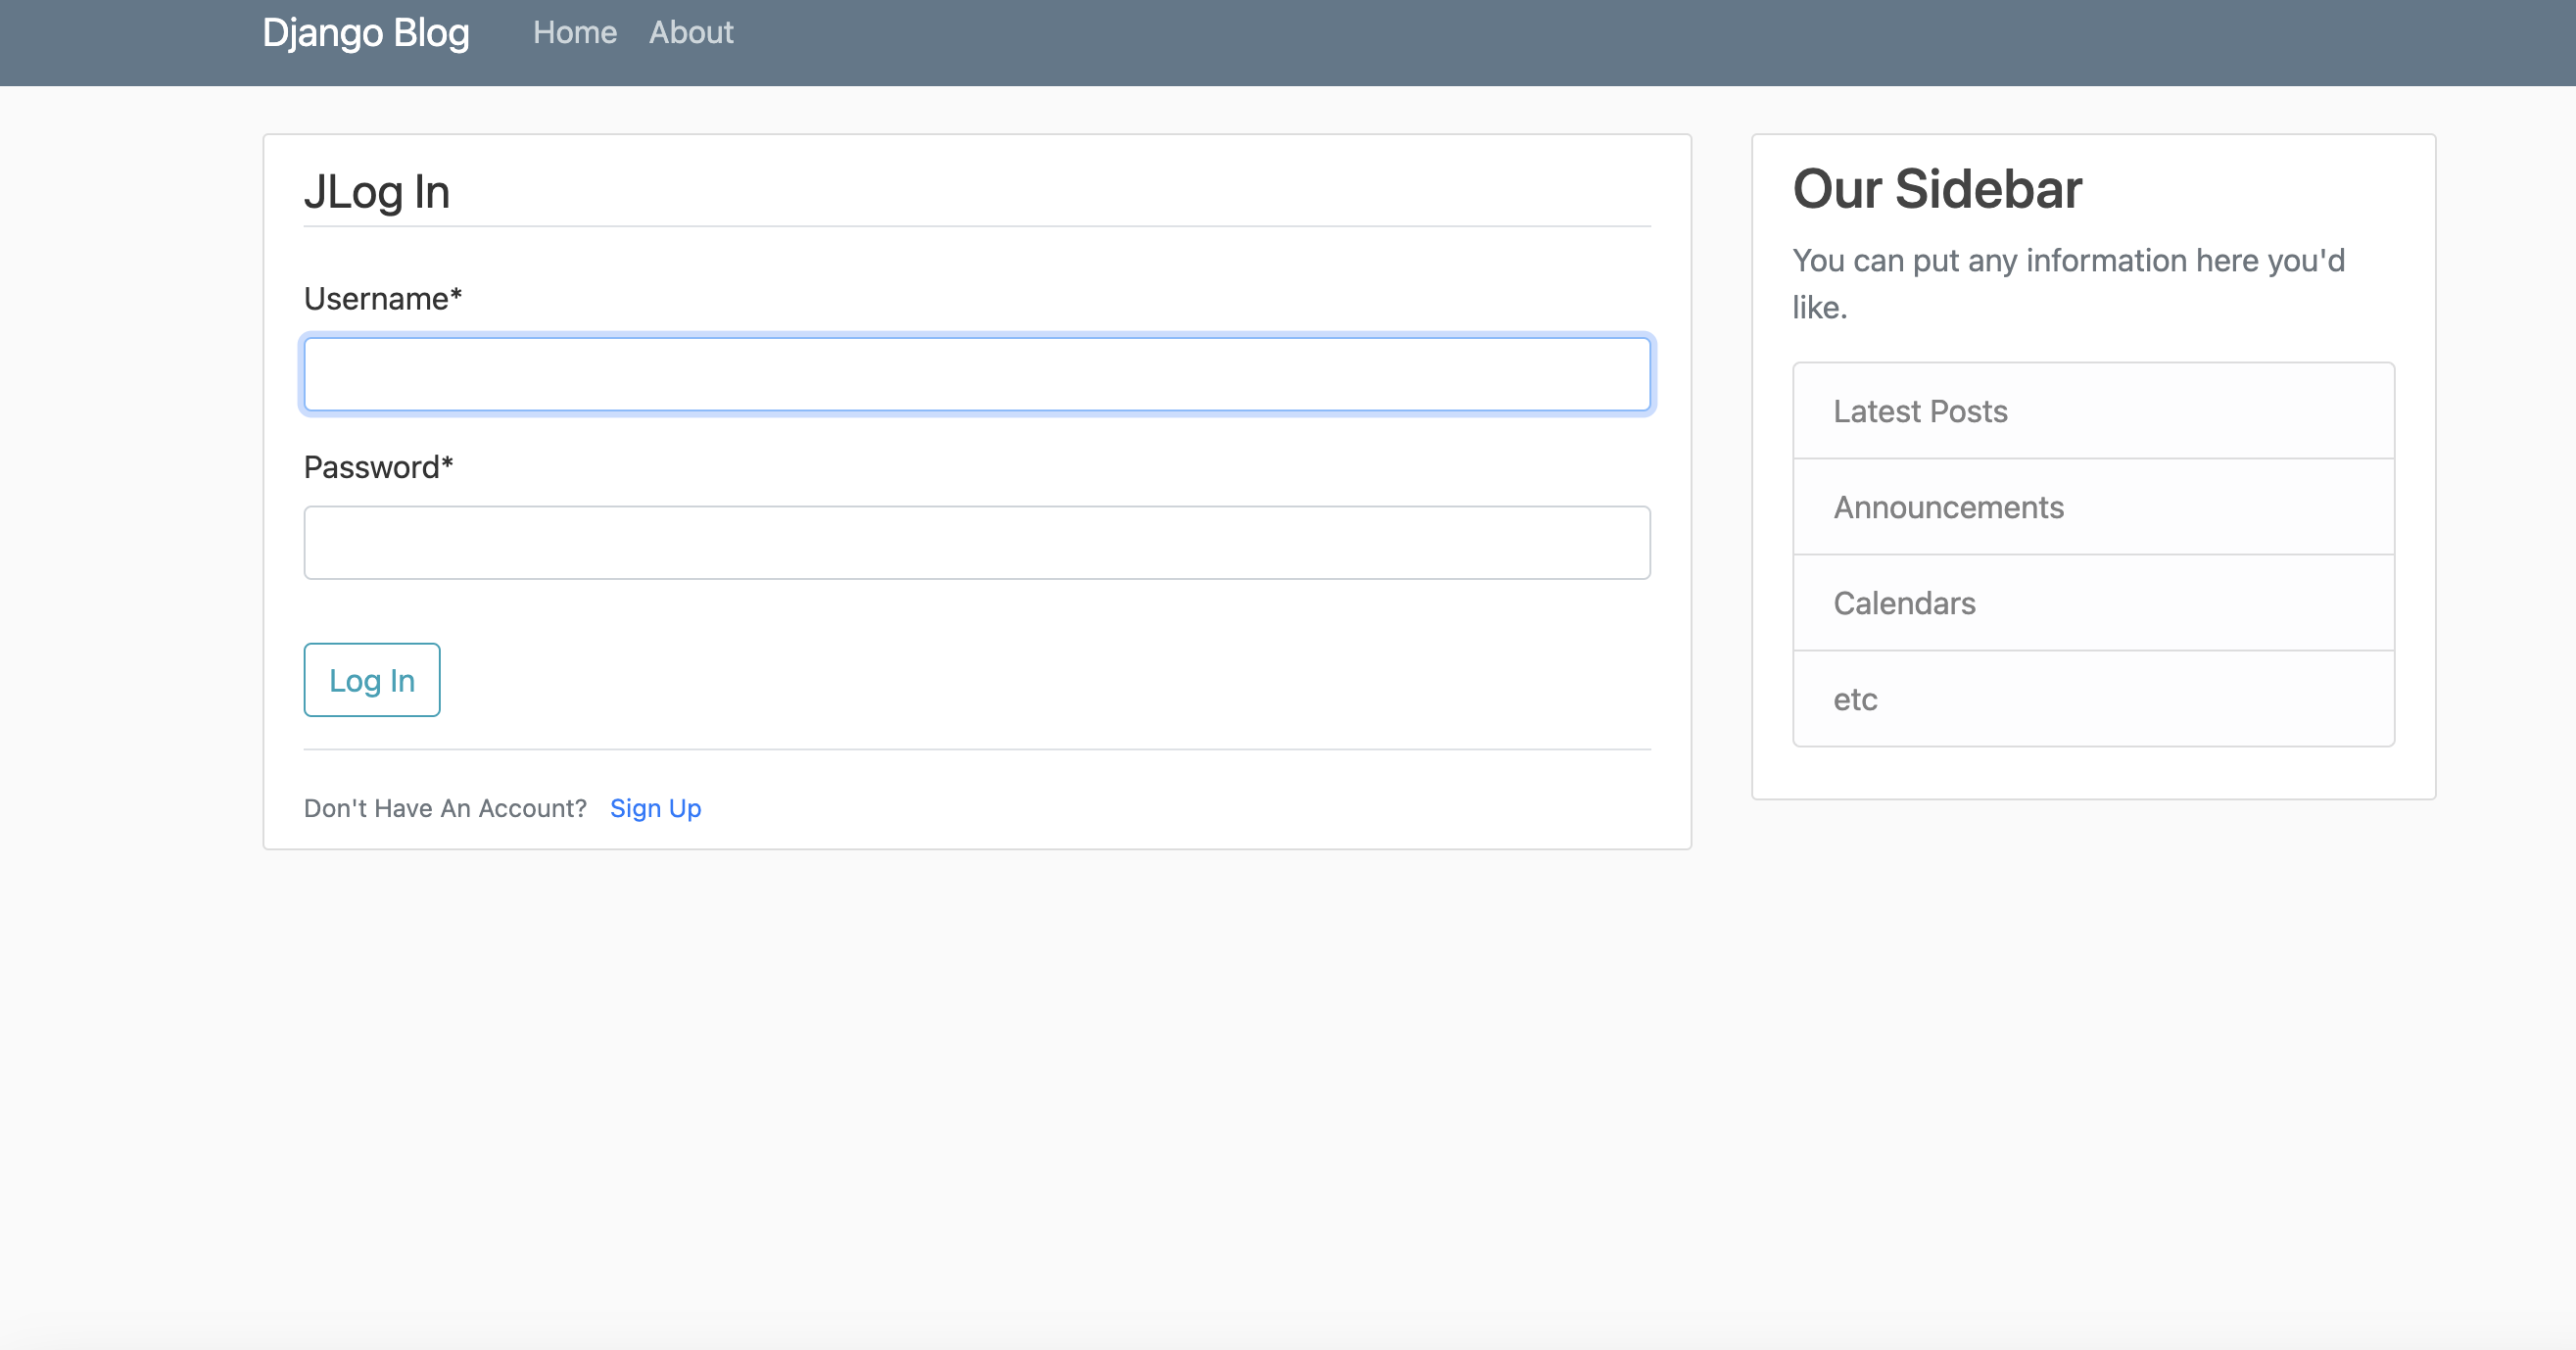 Django Blog Home About
JLog In
Username*
Password*
Log In
Don't Have An Account? Sign Up
Our Sidebar
You can put any information here you'd
like.
Latest Posts
Announcements
Calendars
etc